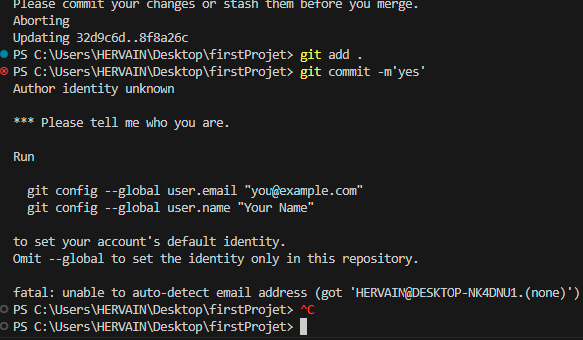 Please commit your changes or stash them before you merge.
Aborting
Updating 32d9c6d..8f8a26c
PS C:\Users\HERVAIN\Desktop\firstProjet> git add .
PS C:\Users\HERVAIN\Desktop\firstProjet> git commit -m'yes'
Author identity unknown
*** Please tell me who you are.
Run
git config --global user.email "you@example.com"
git config --global user.name "Your Name"
to set your account's default identity.
Omit --global to set the identity only in this repository.
fatal: unable to auto-detect email address (got 'HERVAIN@DESKTOP-NK4DNU1.(none)')
PS C:\Users\HERVAIN\Desktop\firstProjet> ^C
PS C:\Users\HERVAIN\Desktop\firstProjet>